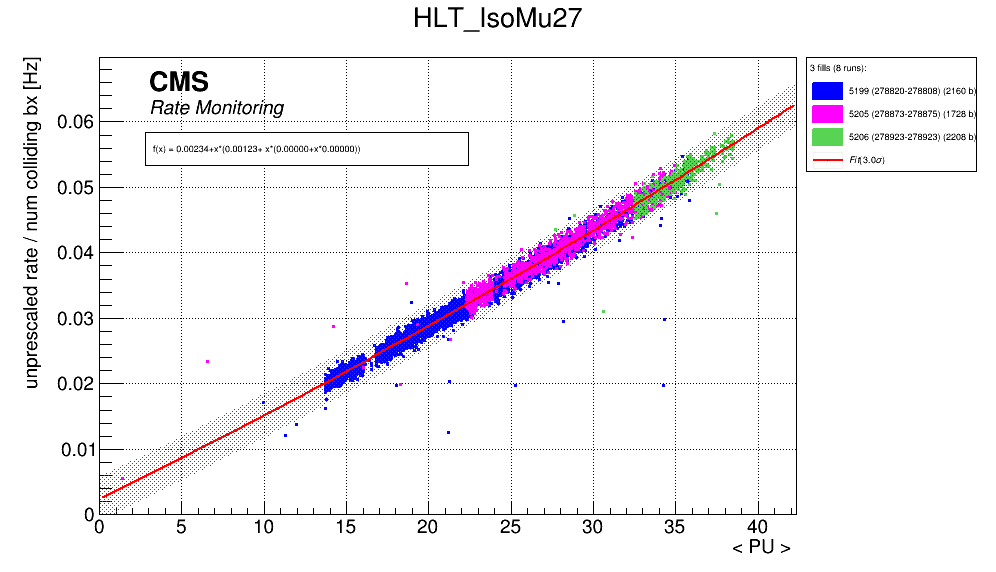 HLT_IsoMu27
unprescaled rate / num colliding bx [Hz]
CMS
Rate Monitoring
f(x) = 0.00234+x*(0.00123+ x*(0.00000+x*0.00000))
0.06
0.05
0.04
0.03
0.02
0.01
0
0 5 10 15 20 25 30 35 40
< PU >
3 fills (8 runs):
5199 (278820-278808) (2160 b)
5205 (278873-278875) (1728 b)
5206 (278923-278923) (2208 b)
Fit(3.0σ)